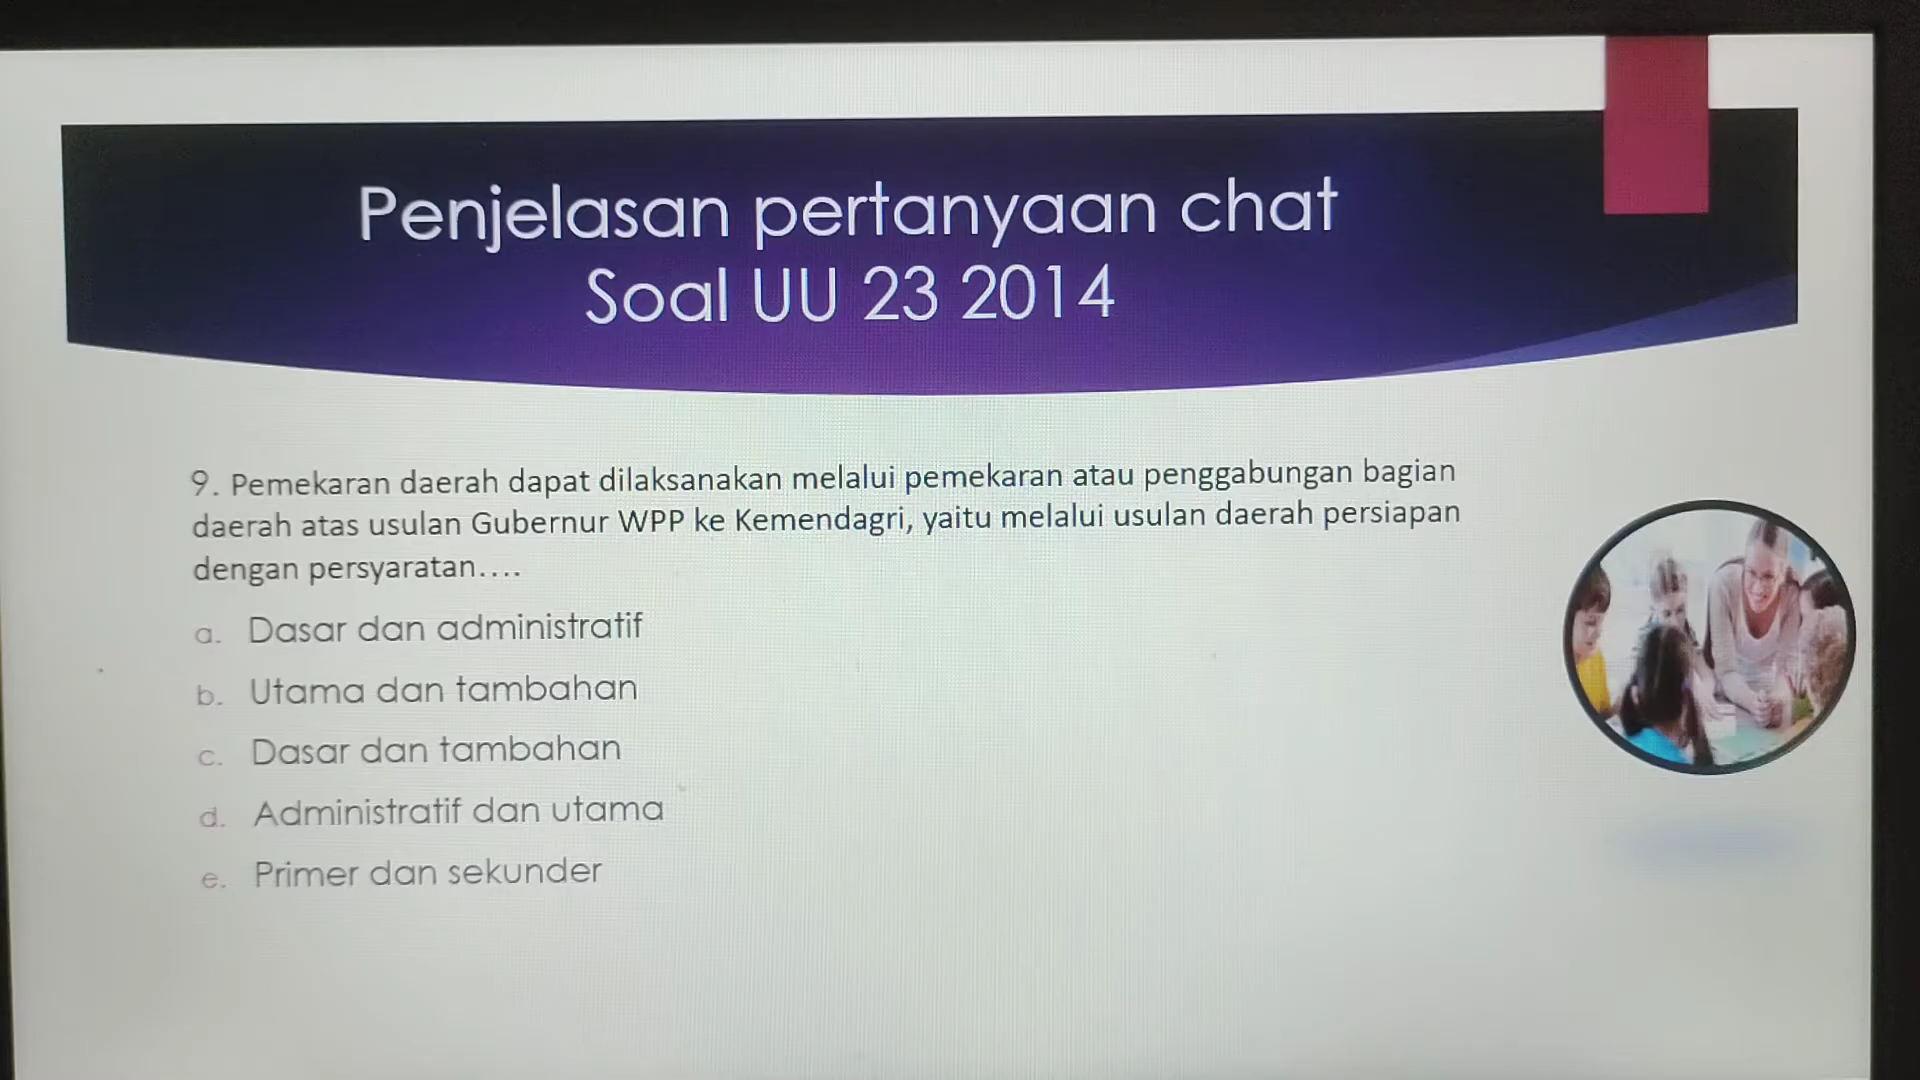 Penjelasan pertanyaan chat
Soal UU 23 2014
9. Pemekaran daerah dapat dilaksanakan melalui pemekaran atau penggabungan bagian
daerah atas usulan Gubernur WPP ke Kemendagri, yaitu melalui usulan daerah persiapan
dengan persyaratan....
a. Dasar dan administratif
b. Utama dan tambahan
c. Dasar dan tambahan
d. Administratif dan utama
e. Primer dan sekunder